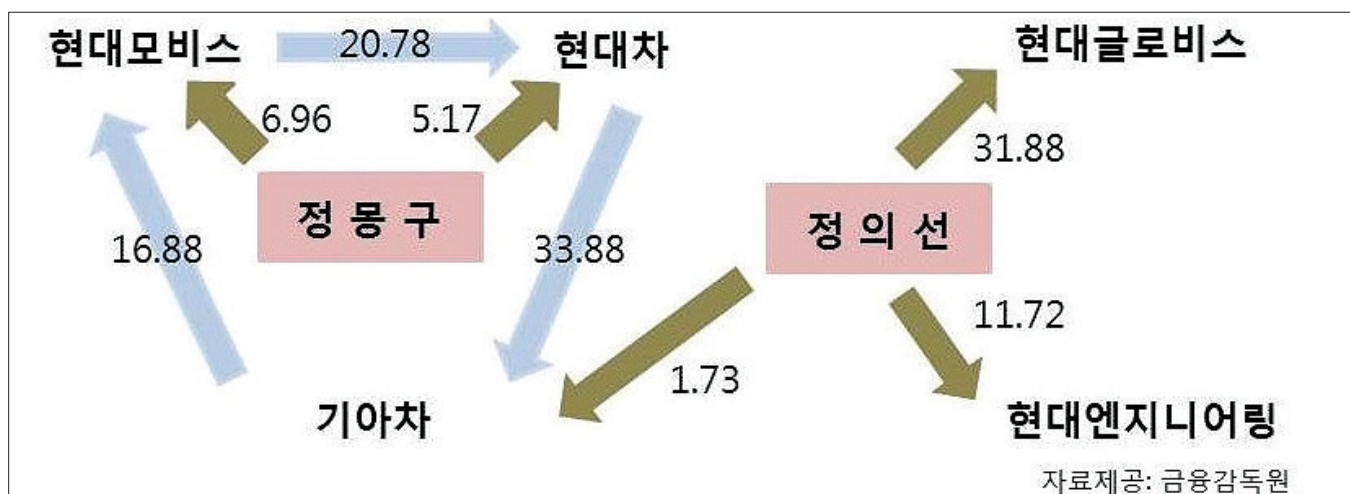 현대모비스
20.78
현대차
현대글로비스
6.96
5.17
31.88
정 몽 구
정 의 선
16.88
33.88
11.72
1.73
기아차
현대엔지니어링
자료제공: 금융감독원